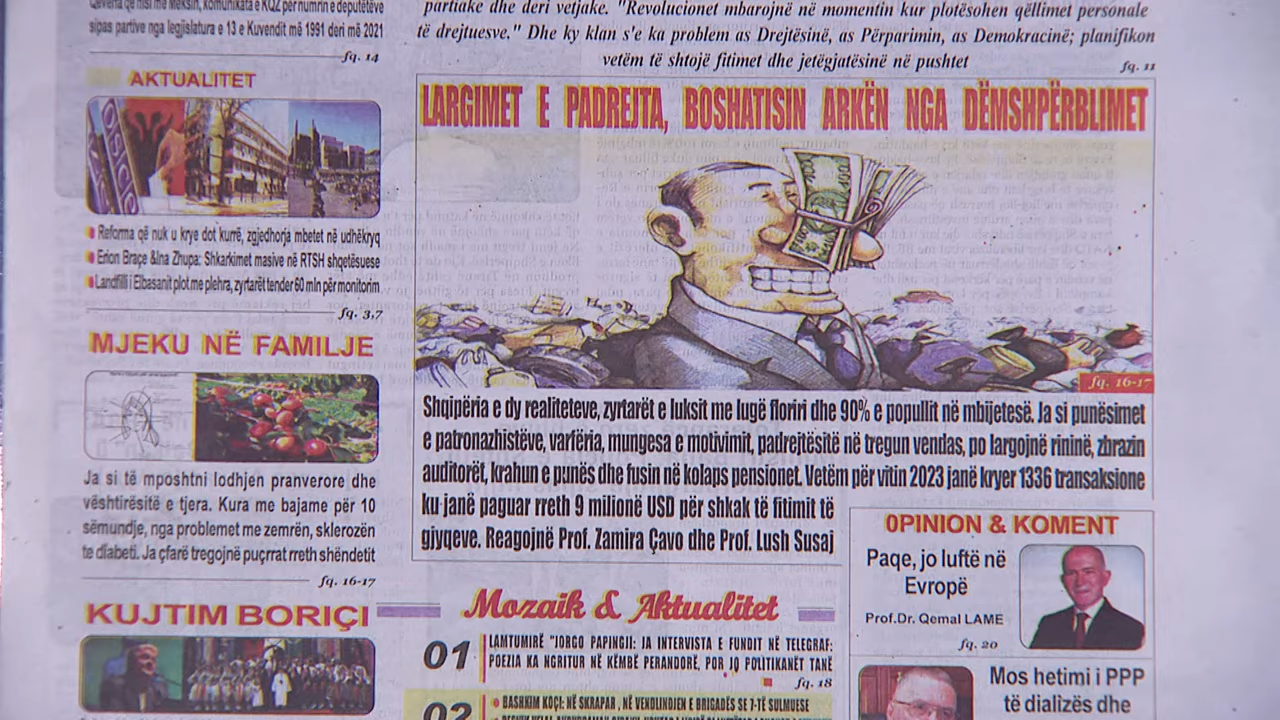 Qeveria që nisi me Meksin, komunikata e KQZ për numrin e deputetëve
sipas partive nga legjislatura e 13 e Kuvendit më 1991 deri më 2021
fq. 14
AKTUALITET
Reforma që nuk u krye dot kurrë, zgjedhorja mbetet në udhëkryq
Erion Braçe &Ina Zhupa: Shkarkimet masive në RTSH shqetësuese
Landfilli i Elbasanit plot me plehra, zyrtarët tender 60 mln për monitorim
fq. 3,7
MJEKU NË FAMILJE
Ja si të mposhtni lodhjen pranverore dhe
vështirësitë e tjera. Kura me bajame për 10
sëmundje, nga problemet me zemrën, sklerozën
te diabeti. Ja çfarë tregojnë puçrrat rreth shëndetit
fq. 16-17
KUJTIM BORIÇI
partiake dhe deri vetjake. "Revolucionet mbarojnë në momentin kur plotësohen qëllimet personale
të drejtuesve." Dhe ky klan s'e ka problem as Drejtësinë, as Përparimin, as Demokracinë; planifikon
vetëm të shtojë fitimet dhe jetëgjatësinë në pushtet
fq. 11
LARGIMET E PADREJTA, BOSHATISIN ARKËN NGA DËMSHPËRBLIMET
fq. 16-17
Shqipëria e dy realiteteve, zyrtarët e luksit me lugë floriri dhe 90% e popullit në mbijetesë. Ja si punësimet
e patronazhistëve, varfëria, mungesa e motivimit, padrejtësitë në tregun vendas, po largojnë rininë, zbrazin
auditorët, krahun e punës dhe fusin në kolaps pensionet. Vetëm për vitin 2023 janë kryer 1336 transaksione
ku janë paguar rreth 9 milionë USD për shkak të fitimit të
gjyqeve. Reagojnë Prof. Zamira Çavo dhe Prof. Lush Susaj
Mozaik & Aktualitet
01
LAMTUMIRË "JORGO PAPINGJI: JA INTERVISTA E FUNDIT NË TELEGRAF:
POEZIA KA NGRITUR NË KËMBË PERANDORË, POR JO POLITIKANËT TANË
fq. 18
02
BASHKIM KOÇI: NË SKRAPAR, NË VENDLINDJEN E BRIGADËS SE 7-TË SULMUESE
OPINION & KOMENT
Paqe, jo luftë në
Evropë
Prof.Dr. Qemal LAME
fq. 20
Mos hetimi i PPP
të dializës dhe